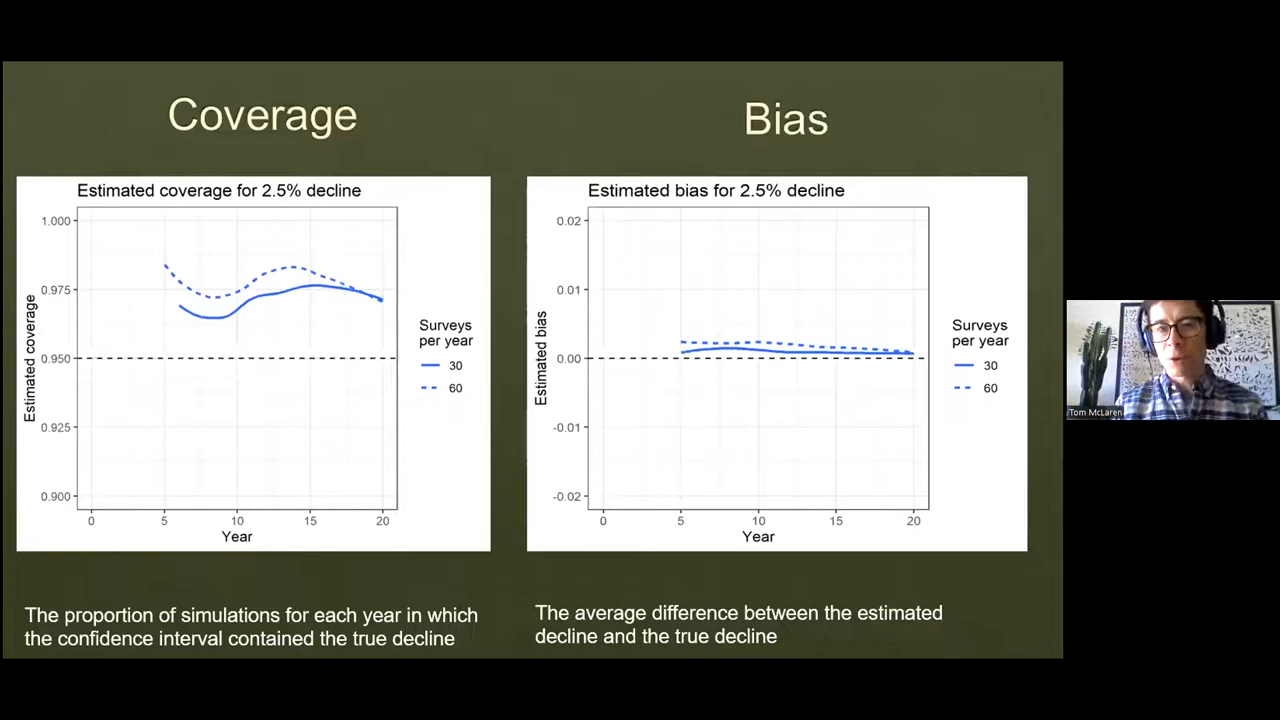 Coverage
Estimated coverage for 2.5% decline
Estimated coverage
1.000
0.975
0.950
0.925
0.900
0
5
10
15
20
Year
Surveys
per year
30
60
The proportion of simulations for each year in which
the confidence interval contained the true decline
Bias
Estimated bias for 2.5% decline
Estimated bias
0.02
0.01
0.00
-0.01
-0.02
0
5
10
15
20
Year
Surveys
per year
30
60
The average difference between the estimated
decline and the true decline
Tom McLaren